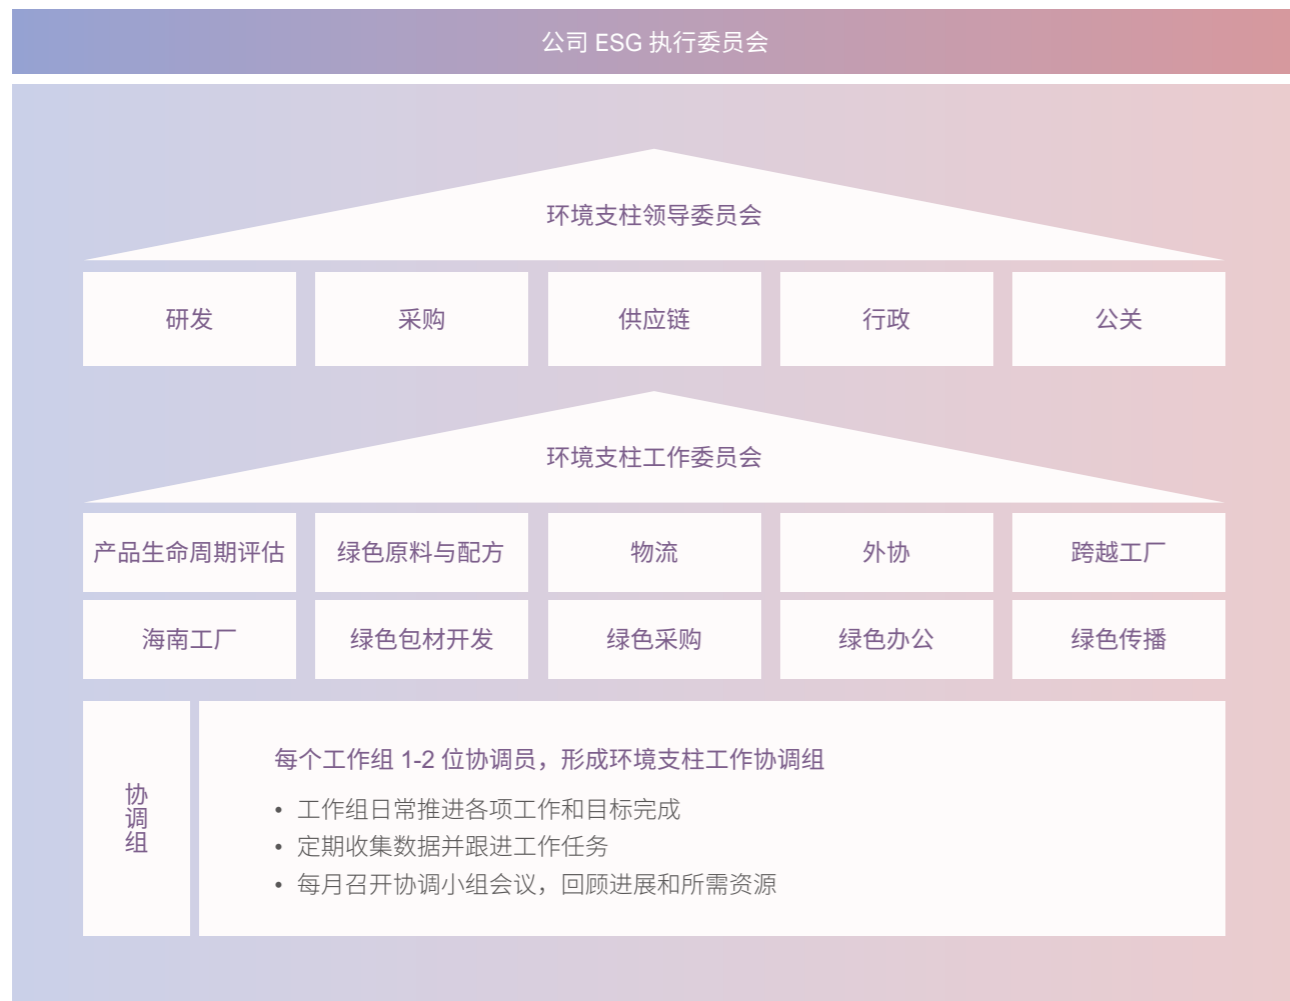 公司 ESG 执行委员会
环境支柱领导委员会
研发
采购
供应链
行政
公关
环境支柱工作委员会
产品生命周期评估
绿色原料与配方
物流
外协
跨越工厂
海南工厂
绿色包材开发
绿色采购
绿色办公
绿色传播
协调组
每个工作组 1-2 位协调员，形成环境支柱工作协调组
• 工作组日常推进各项工作和目标完成
• 定期收集数据并跟进工作任务
• 每月召开协调小组会议，回顾进展和所需资源